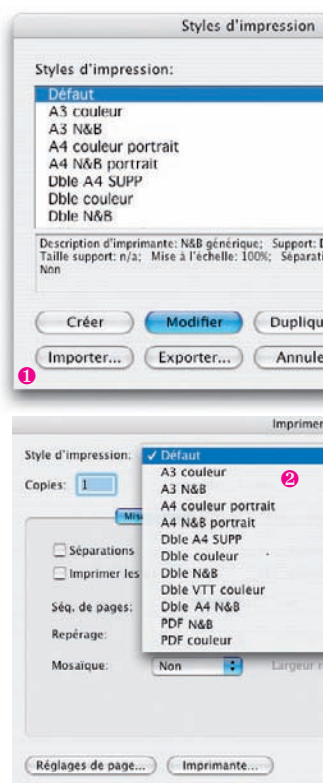 Styles d'impression
Styles d'impression:
Défaut
A3 couleur
A3 N&B
A4 couleur portrait
A4 N&B portrait
Dble A4 SUPP
Dble couleur
Dble N&B
Description d'imprimante: N&B générique; Support: D
Taille support: n/a; Mise à l'échelle: 100%; Séparati
Non
Créer Modifier Dupliqu
Importer... Exporter... Annule
1
Imprimer
Style d'impression: ✓ Défaut
Copies: 1 A3 couleur
2
A3 N&B
A4 couleur portrait
Mis A4 N&B portrait
Séparations Dble A4 SUPP
Dble couleur
Imprimer les Dble N&B
Dble VTT couleur
Séq. de pages: Dble A4 N&B
PDF N&B
Repérage: PDF couleur
Mosaïque: Non Largeur
Réglages de page... Imprimante...